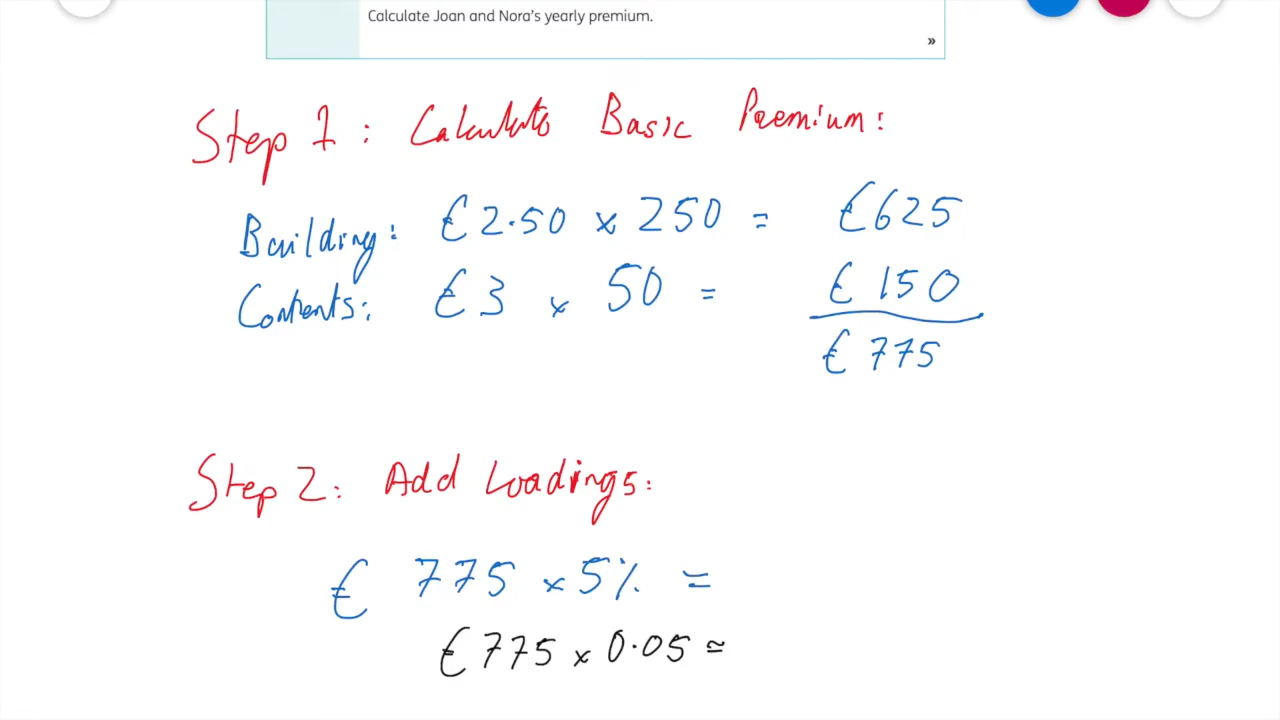 Calculate Joan and Nora's yearly premium.
»
Step 1: Calculate Basic Premium:
Building: €2.50 × 250 = €625
Contents: €3 × 50 = €150
€775
Step 2: Add Loadings:
€ 775 × 5% =
€775 × 0.05 =